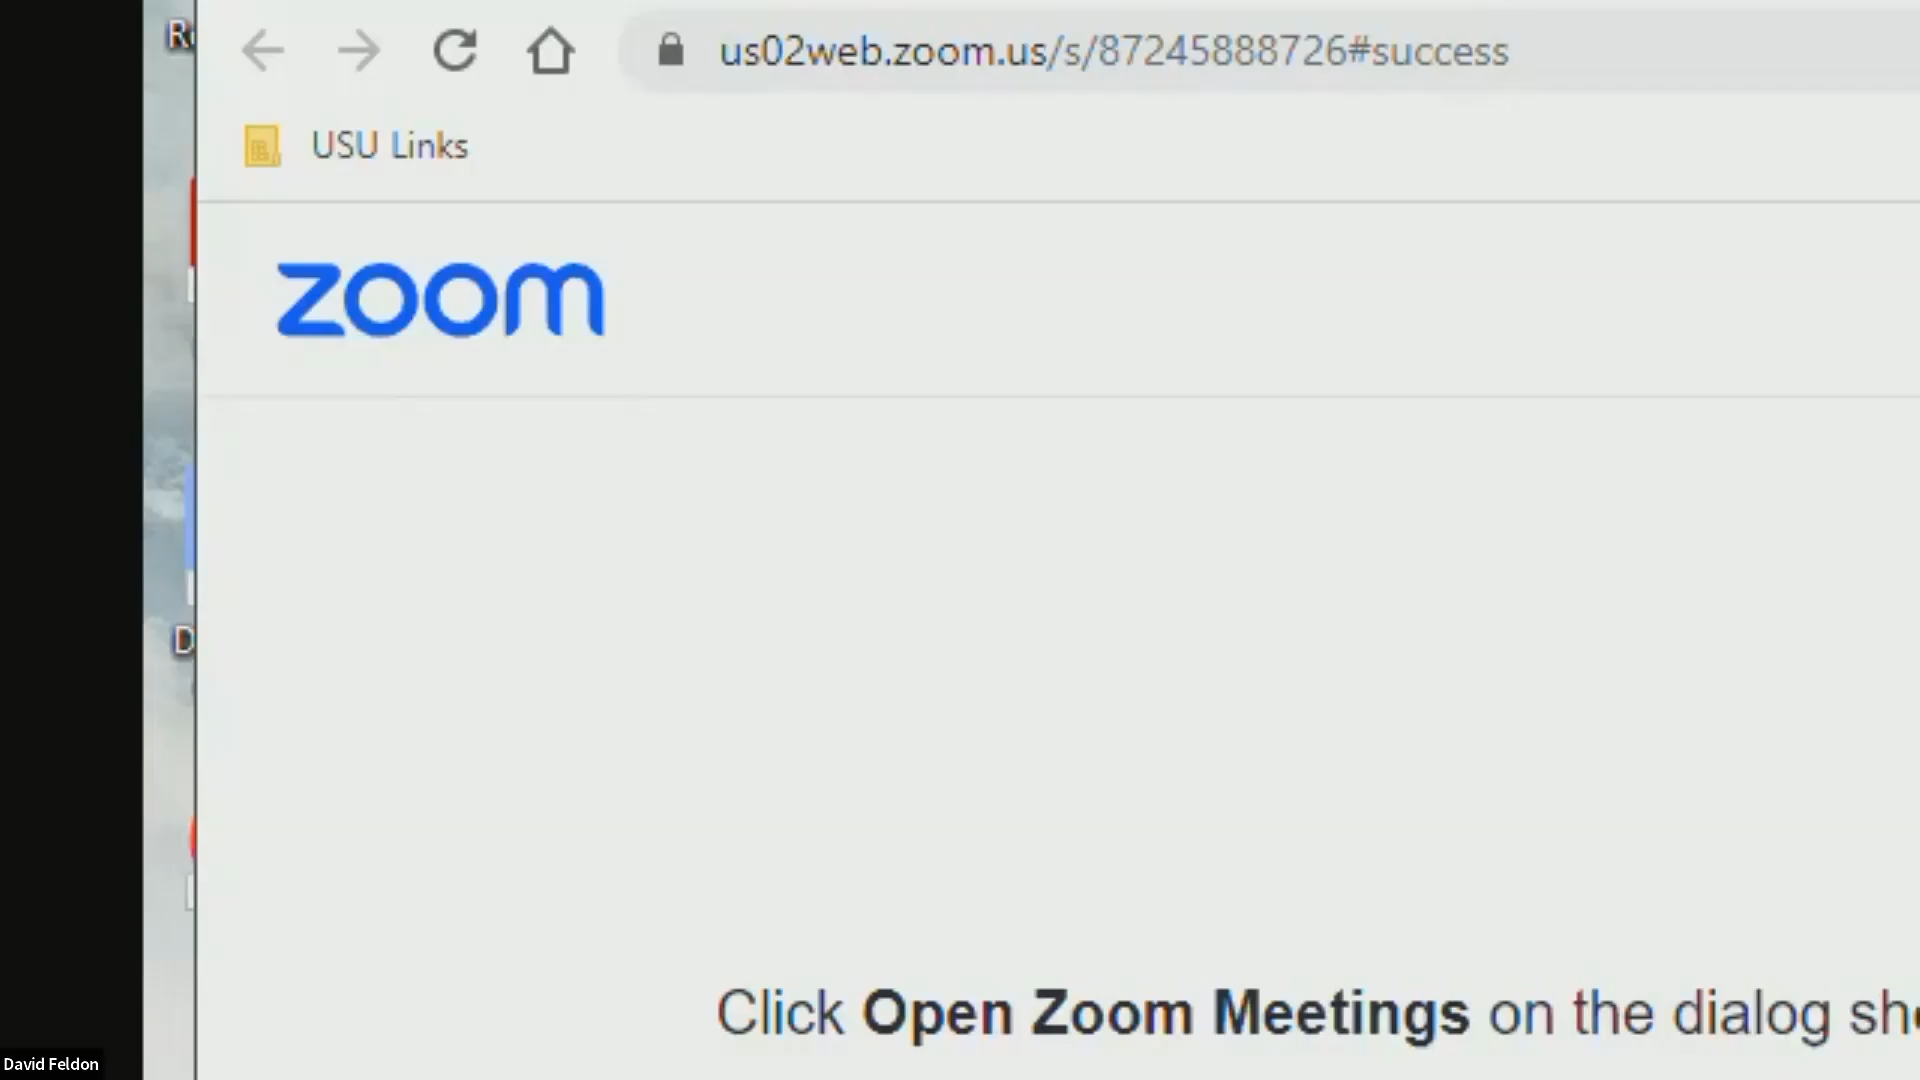 us02web.zoom.us/s/87245888726#success
USU Links
zoom
Click Open Zoom Meetings on the dialog
David Feldon